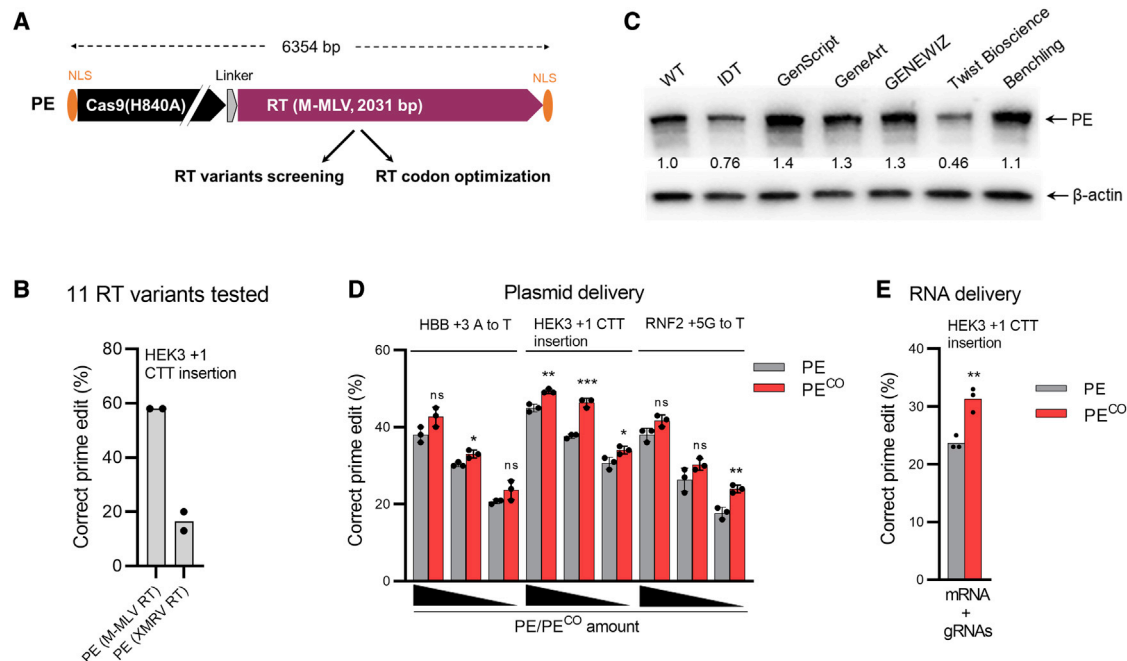 A
6354 bp
NLS
Linker
NLS
PE
Cas9(H840A)
RT (M-MLV, 2031 bp)
RT variants screening
RT codon optimization
C
WT
IDT
GenScript
GeneArt
GENEWIZ
Twist Bioscience
Benchling
PE
1.0
0.76
1.4
1.3
1.3
0.46
1.1
β-actin
B
11 RT variants tested
HEK3 +1
CTT insertion
Correct prime edit (%)
80
60
40
20
0
PE (M-MLV RT)
PE (XMRV RT)
D
Plasmid delivery
HBB +3 A to T
HEK3 +1 CTT
insertion
RNF2 +5G to T
Correct prime edit (%)
60
40
20
0
ns
*
ns
**
***
*
ns
ns
**
PE
PE^CO
PE/PE^CO amount
E
RNA delivery
HEK3 +1 CTT
insertion
Correct prime edit (%)
40
30
20
10
0
**
PE
PE^CO
mRNA
+
gRNAs